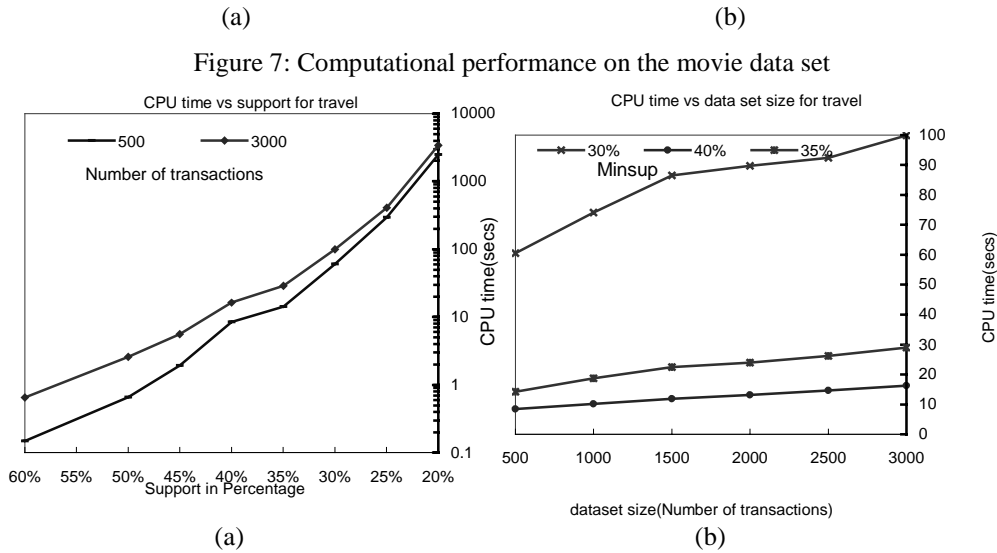 (a) (b)
Figure 7: Computational performance on the movie data set
CPU time vs support for travel
500 3000
Number of transactions
10000
1000
100
10
1
0.1
CPU time(secs)
60% 55% 50% 45% 40% 35% 30% 25% 20%
Support in Percentage
(a)
CPU time vs data set size for travel
30% 40% 35%
Minsup
100
90
80
70
60
50
40
30
20
10
0
CPU time(secs)
500 1000 1500 2000 2500 3000
dataset size(Number of transactions)
(b)